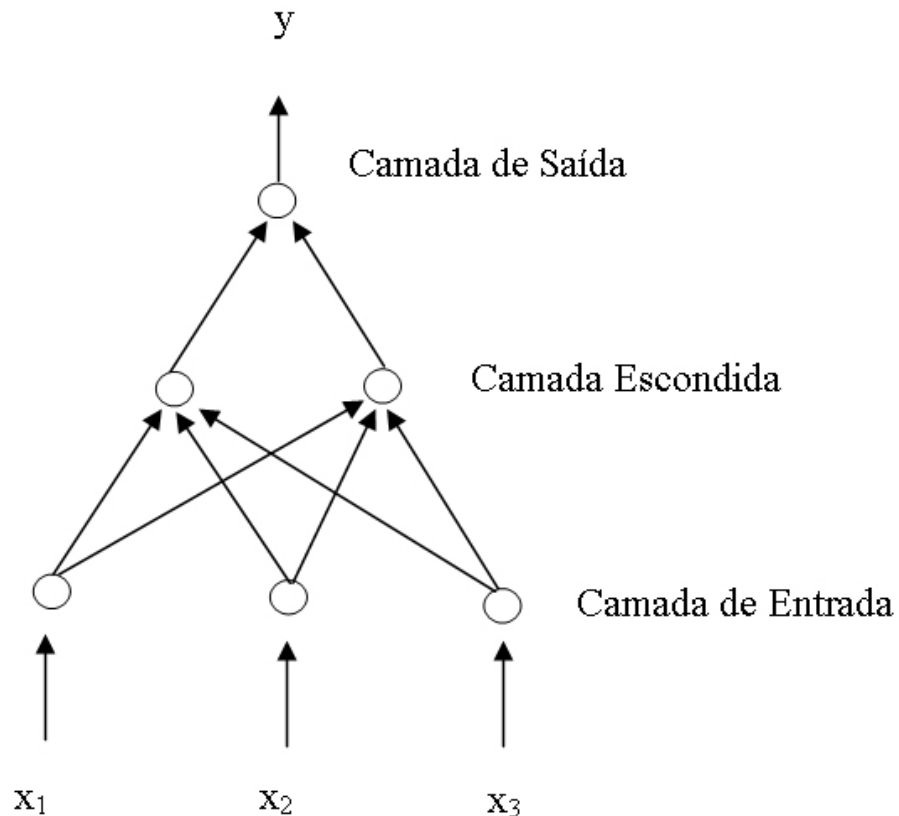 y
Camada de Saída
Camada Escondida
Camada de Entrada
x₁ x₂ x₃